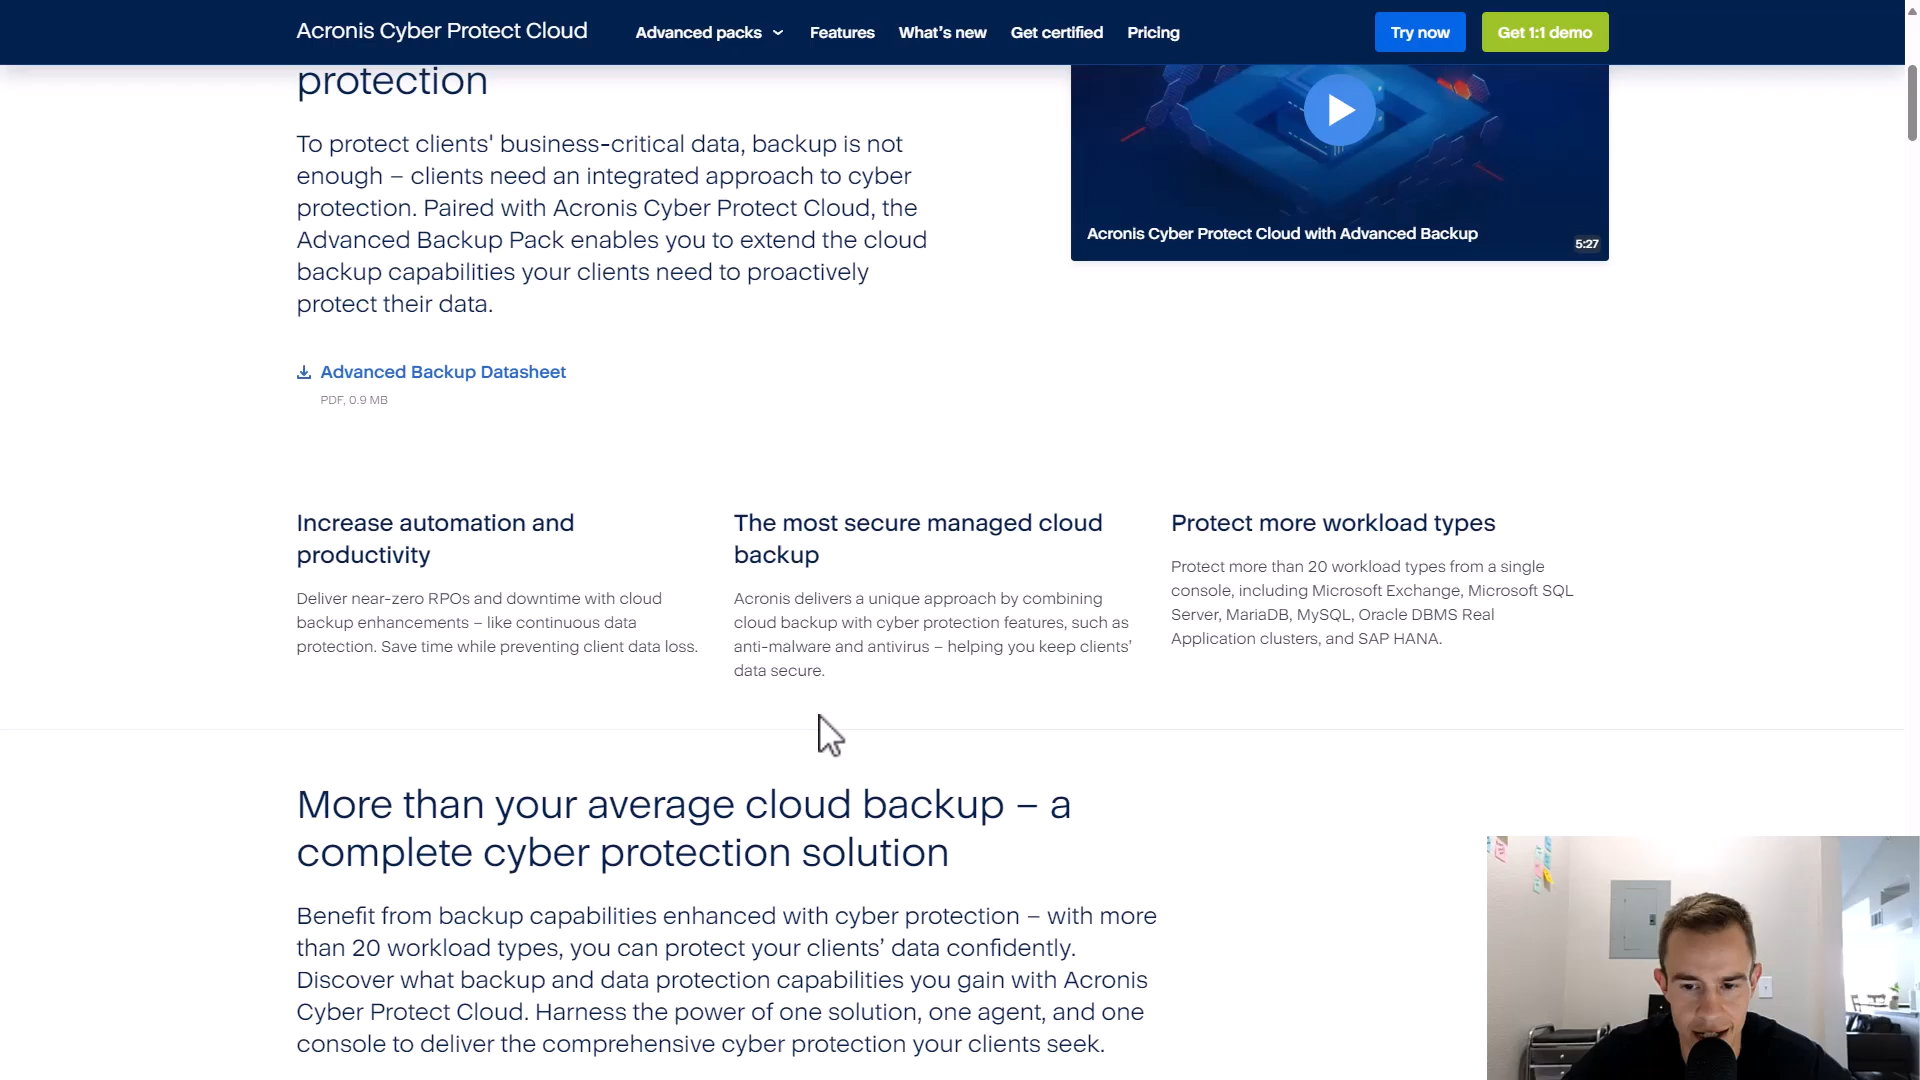 Acronis Cyber Protect Cloud
Advanced packs
Features
What's new
Get certified
Pricing
Try now
Get 1:1 demo
protection
To protect clients' business-critical data, backup is not
enough – clients need an integrated approach to cyber
protection. Paired with Acronis Cyber Protect Cloud, the
Advanced Backup Pack enables you to extend the cloud
backup capabilities your clients need to proactively
protect their data.
Acronis Cyber Protect Cloud with Advanced Backup
5:27
Advanced Backup Datasheet
PDF, 0.9 MB
Increase automation and
productivity
Deliver near-zero RPOs and downtime with cloud
backup enhancements – like continuous data
protection. Save time while preventing client data loss.
The most secure managed cloud
backup
Acronis delivers a unique approach by combining
cloud backup with cyber protection features, such as
anti-malware and antivirus – helping you keep clients’
data secure.
Protect more workload types
Protect more than 20 workload types from a single
console, including Microsoft Exchange, Microsoft SQL
Server, MariaDB, MySQL, Oracle DBMS Real
Application clusters, and SAP HANA.
More than your average cloud backup – a
complete cyber protection solution
Benefit from backup capabilities enhanced with cyber protection – with more
than 20 workload types, you can protect your clients’ data confidently.
Discover what backup and data protection capabilities you gain with Acronis
Cyber Protect Cloud. Harness the power of one solution, one agent, and one
console to deliver the comprehensive cyber protection your clients seek.